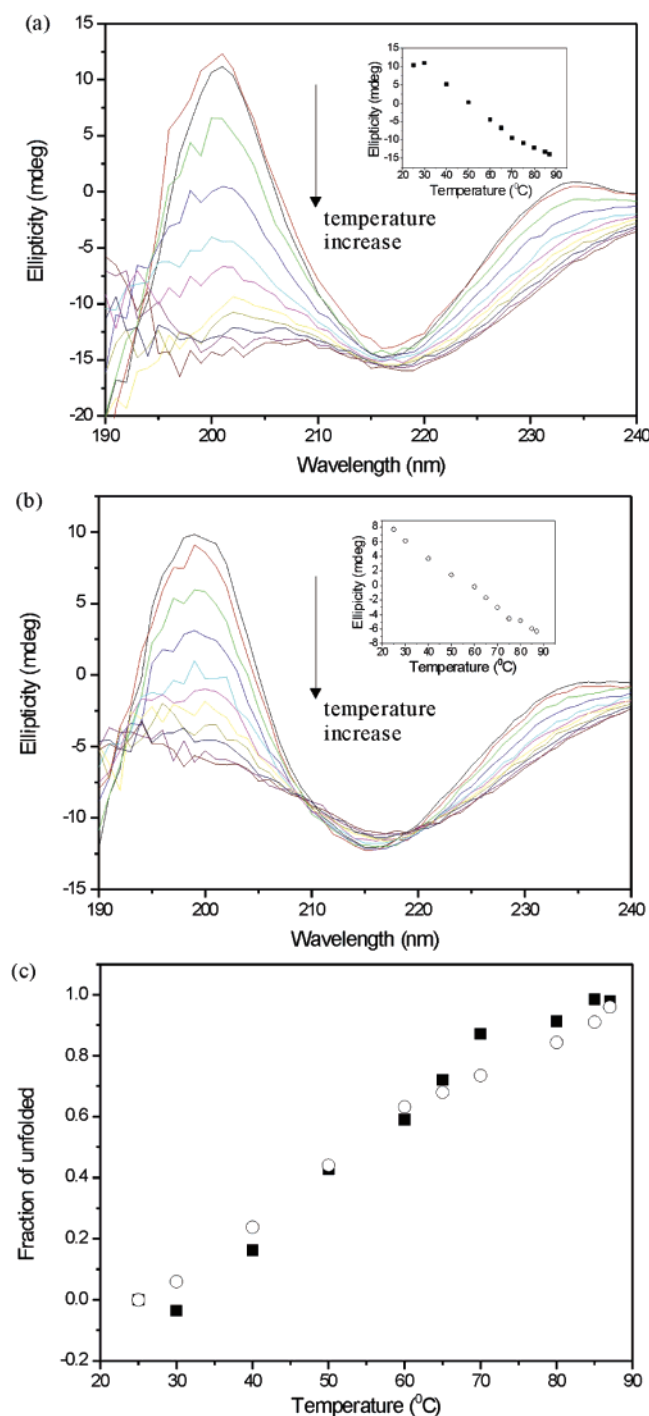 (a)
15
10
5
0
-5
-10
-15
-20
Ellipticity (mdeg)
190 200 210 220 230 240
Wavelength (nm)
temperature
increase
15
10
5
0
-5
-10
-15
Ellipticity (mdeg)
20 30 40 50 60 70 80 90
Temperature (⁰C)
(b)
10
5
0
-5
-10
-15
Ellipticity (mdeg)
190 200 210 220 230 240
Wavelength (nm)
temperature
increase
8
6
4
2
0
-2
-4
-6
-8
Ellipicity (mdeg)
20 30 40 50 60 70 80 90
Temperature (⁰C)
(c)
1.0
0.8
0.6
0.4
0.2
0.0
-0.2
Fraction of unfolded
20 30 40 50 60 70 80 90
Temperature (⁰C)